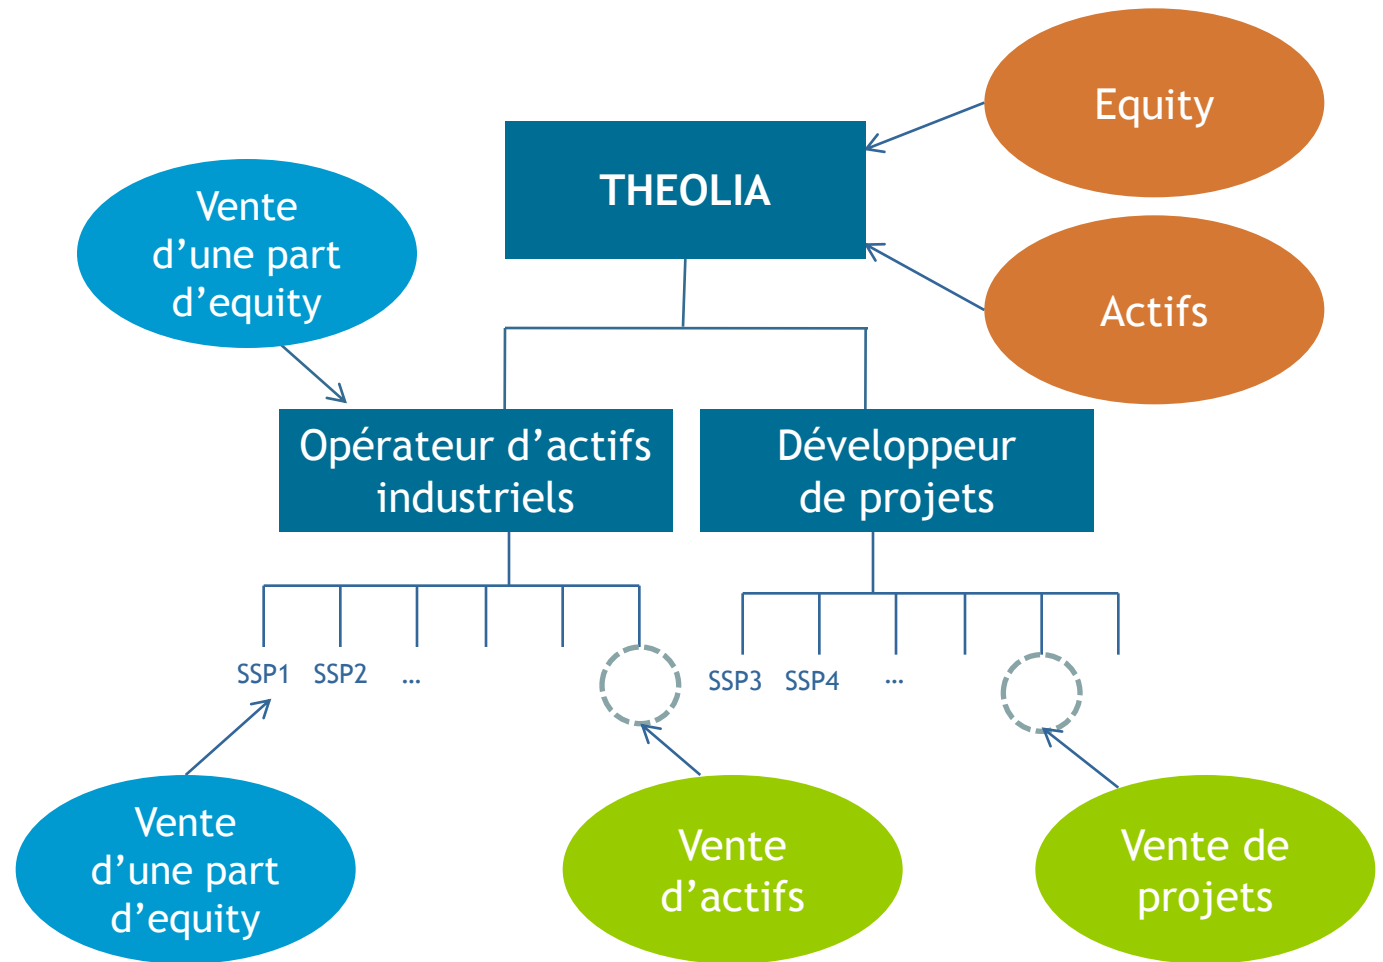 Equity
THEOLIA
Vente
d’une part
d’equity
Actifs
Opérateur d’actifs
industriels
Développeur
de projets
SSP1 SSP2 ...
SSP3 SSP4 ...
Vente
d’une part
d’equity
Vente
d’actifs
Vente de
projets